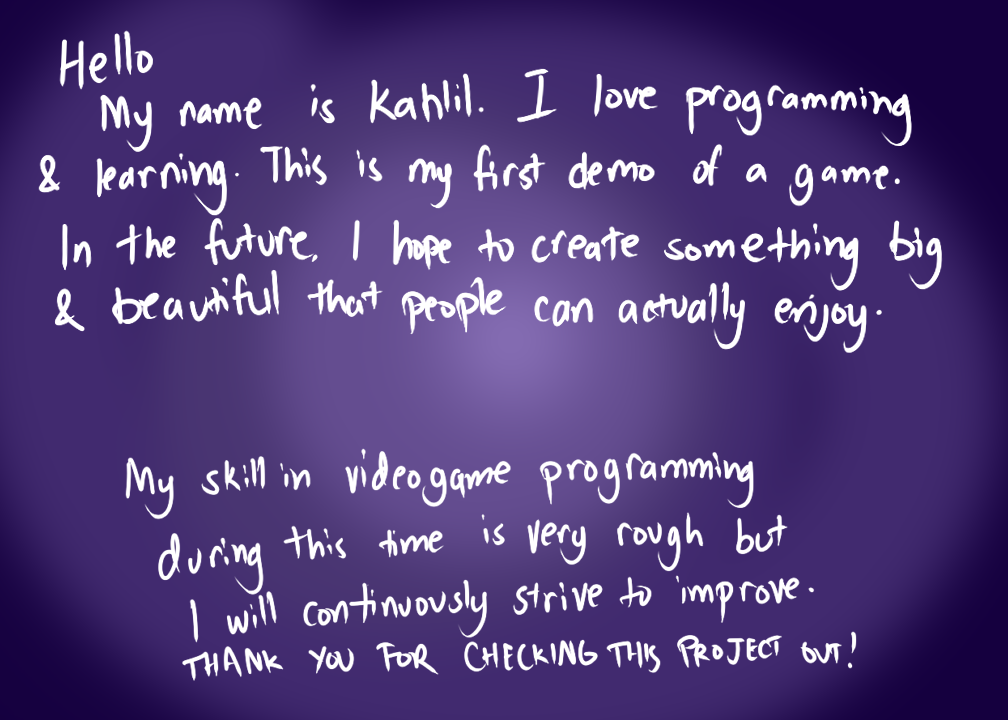 Hello
My name is Kahlil. I love programming
& learning. This is my first demo of a game.
In the future, I hope to create something big
& beautiful that people can actually enjoy.
My skill in videogame programming
during this time is very rough but
I will continuously strive to improve.
THANK YOU FOR CHECKING THIS PROJECT OUT!